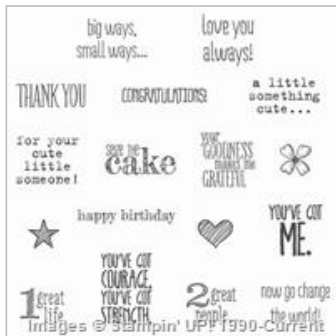 big ways,
small ways...
love you
always!
THANK YOU
CONGRATULATIONS!
a little
something
cute...
for your
cute
little
someone!
save the
cake
your
GOODNESS
makes me
GRATEFUL
happy birthday
YOU'VE GOT
ME.
YOU'VE GOT
COURAGE,
YOU'VE GOT
STRENGTH,
1 great
life
2 great
people
now go change
the world!
Images © Stampin' UP! 1990-Current